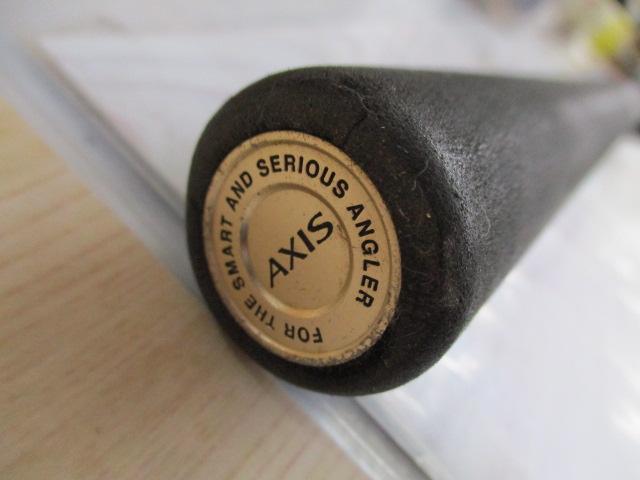 FOR THE SMART AND SERIOUS ANGLER
AXIS